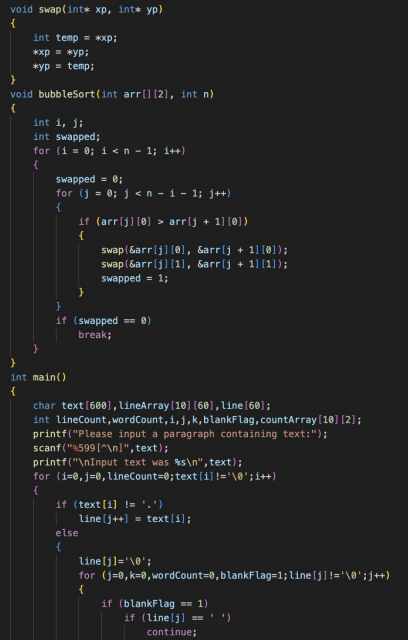 void swap(int* xp, int* yp)
{
    int temp = *xp;
    *xp = *yp;
    *yp = temp;
}
void bubbleSort(int arr[][2], int n)
{
    int i, j;
    int swapped;
    for (i = 0; i < n - 1; i++)
    {
        swapped = 0;
        for (j = 0; j < n - i - 1; j++)
        {
            if (arr[j][0] > arr[j + 1][0])
            {
                swap(&arr[j][0], &arr[j + 1][0]);
                swap(&arr[j][1], &arr[j + 1][1]);
                swapped = 1;
            }
        }
        if (swapped == 0)
            break;
    }
}
int main()
{
    char text[600],lineArray[10][60],line[60];
    int lineCount,wordCount,i,j,k,blankFlag,countArray[10][2];
    printf("Please input a paragraph containing text:");
    scanf("%599[^\n]",text);
    printf("\nInput text was %s\n",text);
    for (i=0,j=0,lineCount=0;text[i]!='\0';i++)
    {
        if (text[i] != '.')
            line[j++] = text[i];
        else
        {
            line[j]='\0';
            for (j=0,k=0,wordCount=0,blankFlag=1;line[j]!='\0';j++)
            {
                if (blankFlag == 1)
                    if (line[j] == ' ')
                        continue;